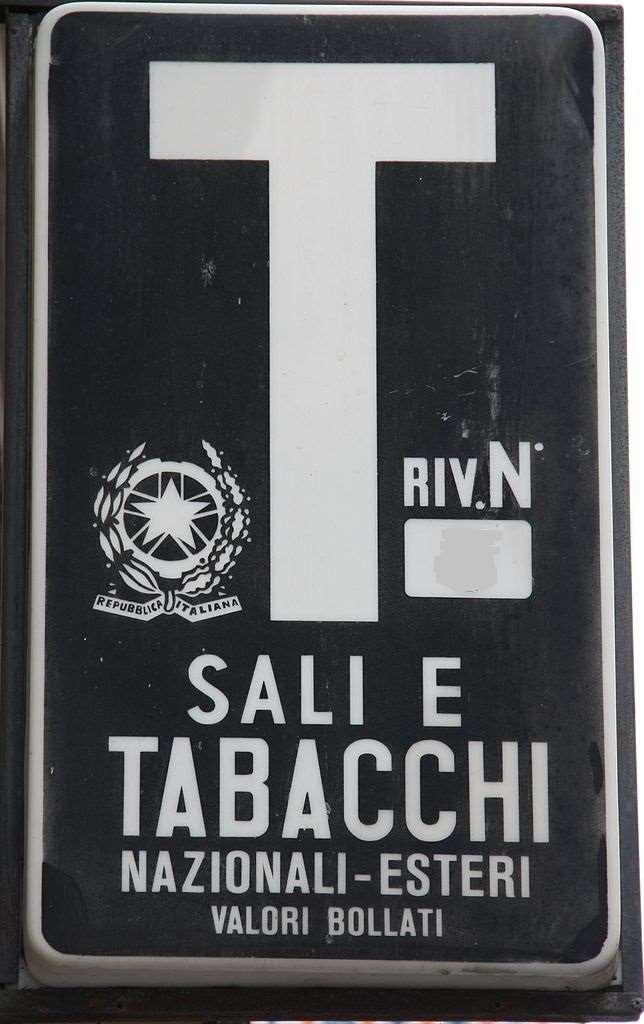 T
RIV. N°
REPUBBLICA ITALIANA
SALI E
TABACCHI
NAZIONALI-ESTERI
VALORI BOLLATI